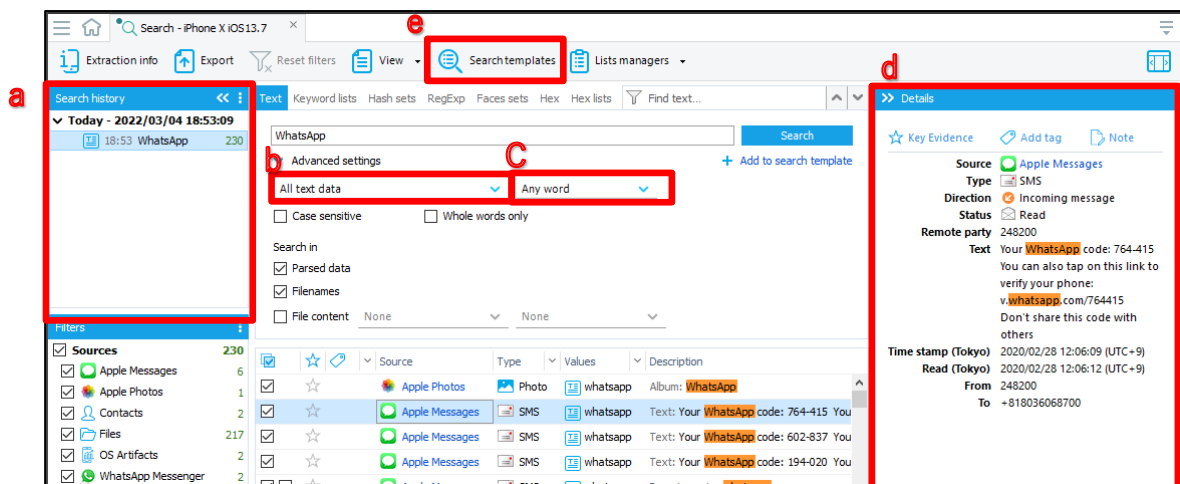 Search - iPhone X iOS13.7 ×
e
Extraction info Export Reset filters View Search templates Lists managers
a
d
Search history
Today - 2022/03/04 18:53:09
18:53 WhatsApp 230
Text Keyword lists Hash sets RegExp Faces sets Hex Hex lists Find text...
WhatsApp Search
b
Advanced settings
C
+ Add to search template
All text data Any word
Case sensitive Whole words only
Search in
Parsed data
Filenames
File content None None
Filters
Sources 230
Apple Messages 6
Apple Photos 1
Contacts 2
Files 217
OS Artifacts 2
WhatsApp Messenger 2
Source Type Values Description
Apple Photos Photo whatsapp Album: WhatsApp
Apple Messages SMS whatsapp Text: Your WhatsApp code: 764-415 You
Apple Messages SMS whatsapp Text: Your WhatsApp code: 602-837 You
Apple Messages SMS whatsapp Text: Your WhatsApp code: 194-020 You
Details
Key Evidence Add tag Note
Source Apple Messages
Type SMS
Direction Incoming message
Status Read
Remote party 248200
Text Your WhatsApp code: 764-415
You can also tap on this link to
verify your phone:
v.whatsapp.com/764415
Don't share this code with
others
Time stamp (Tokyo) 2020/02/28 12:06:09 (UTC+9)
Read (Tokyo) 2020/02/28 12:06:12 (UTC+9)
From 248200
To +818036068700